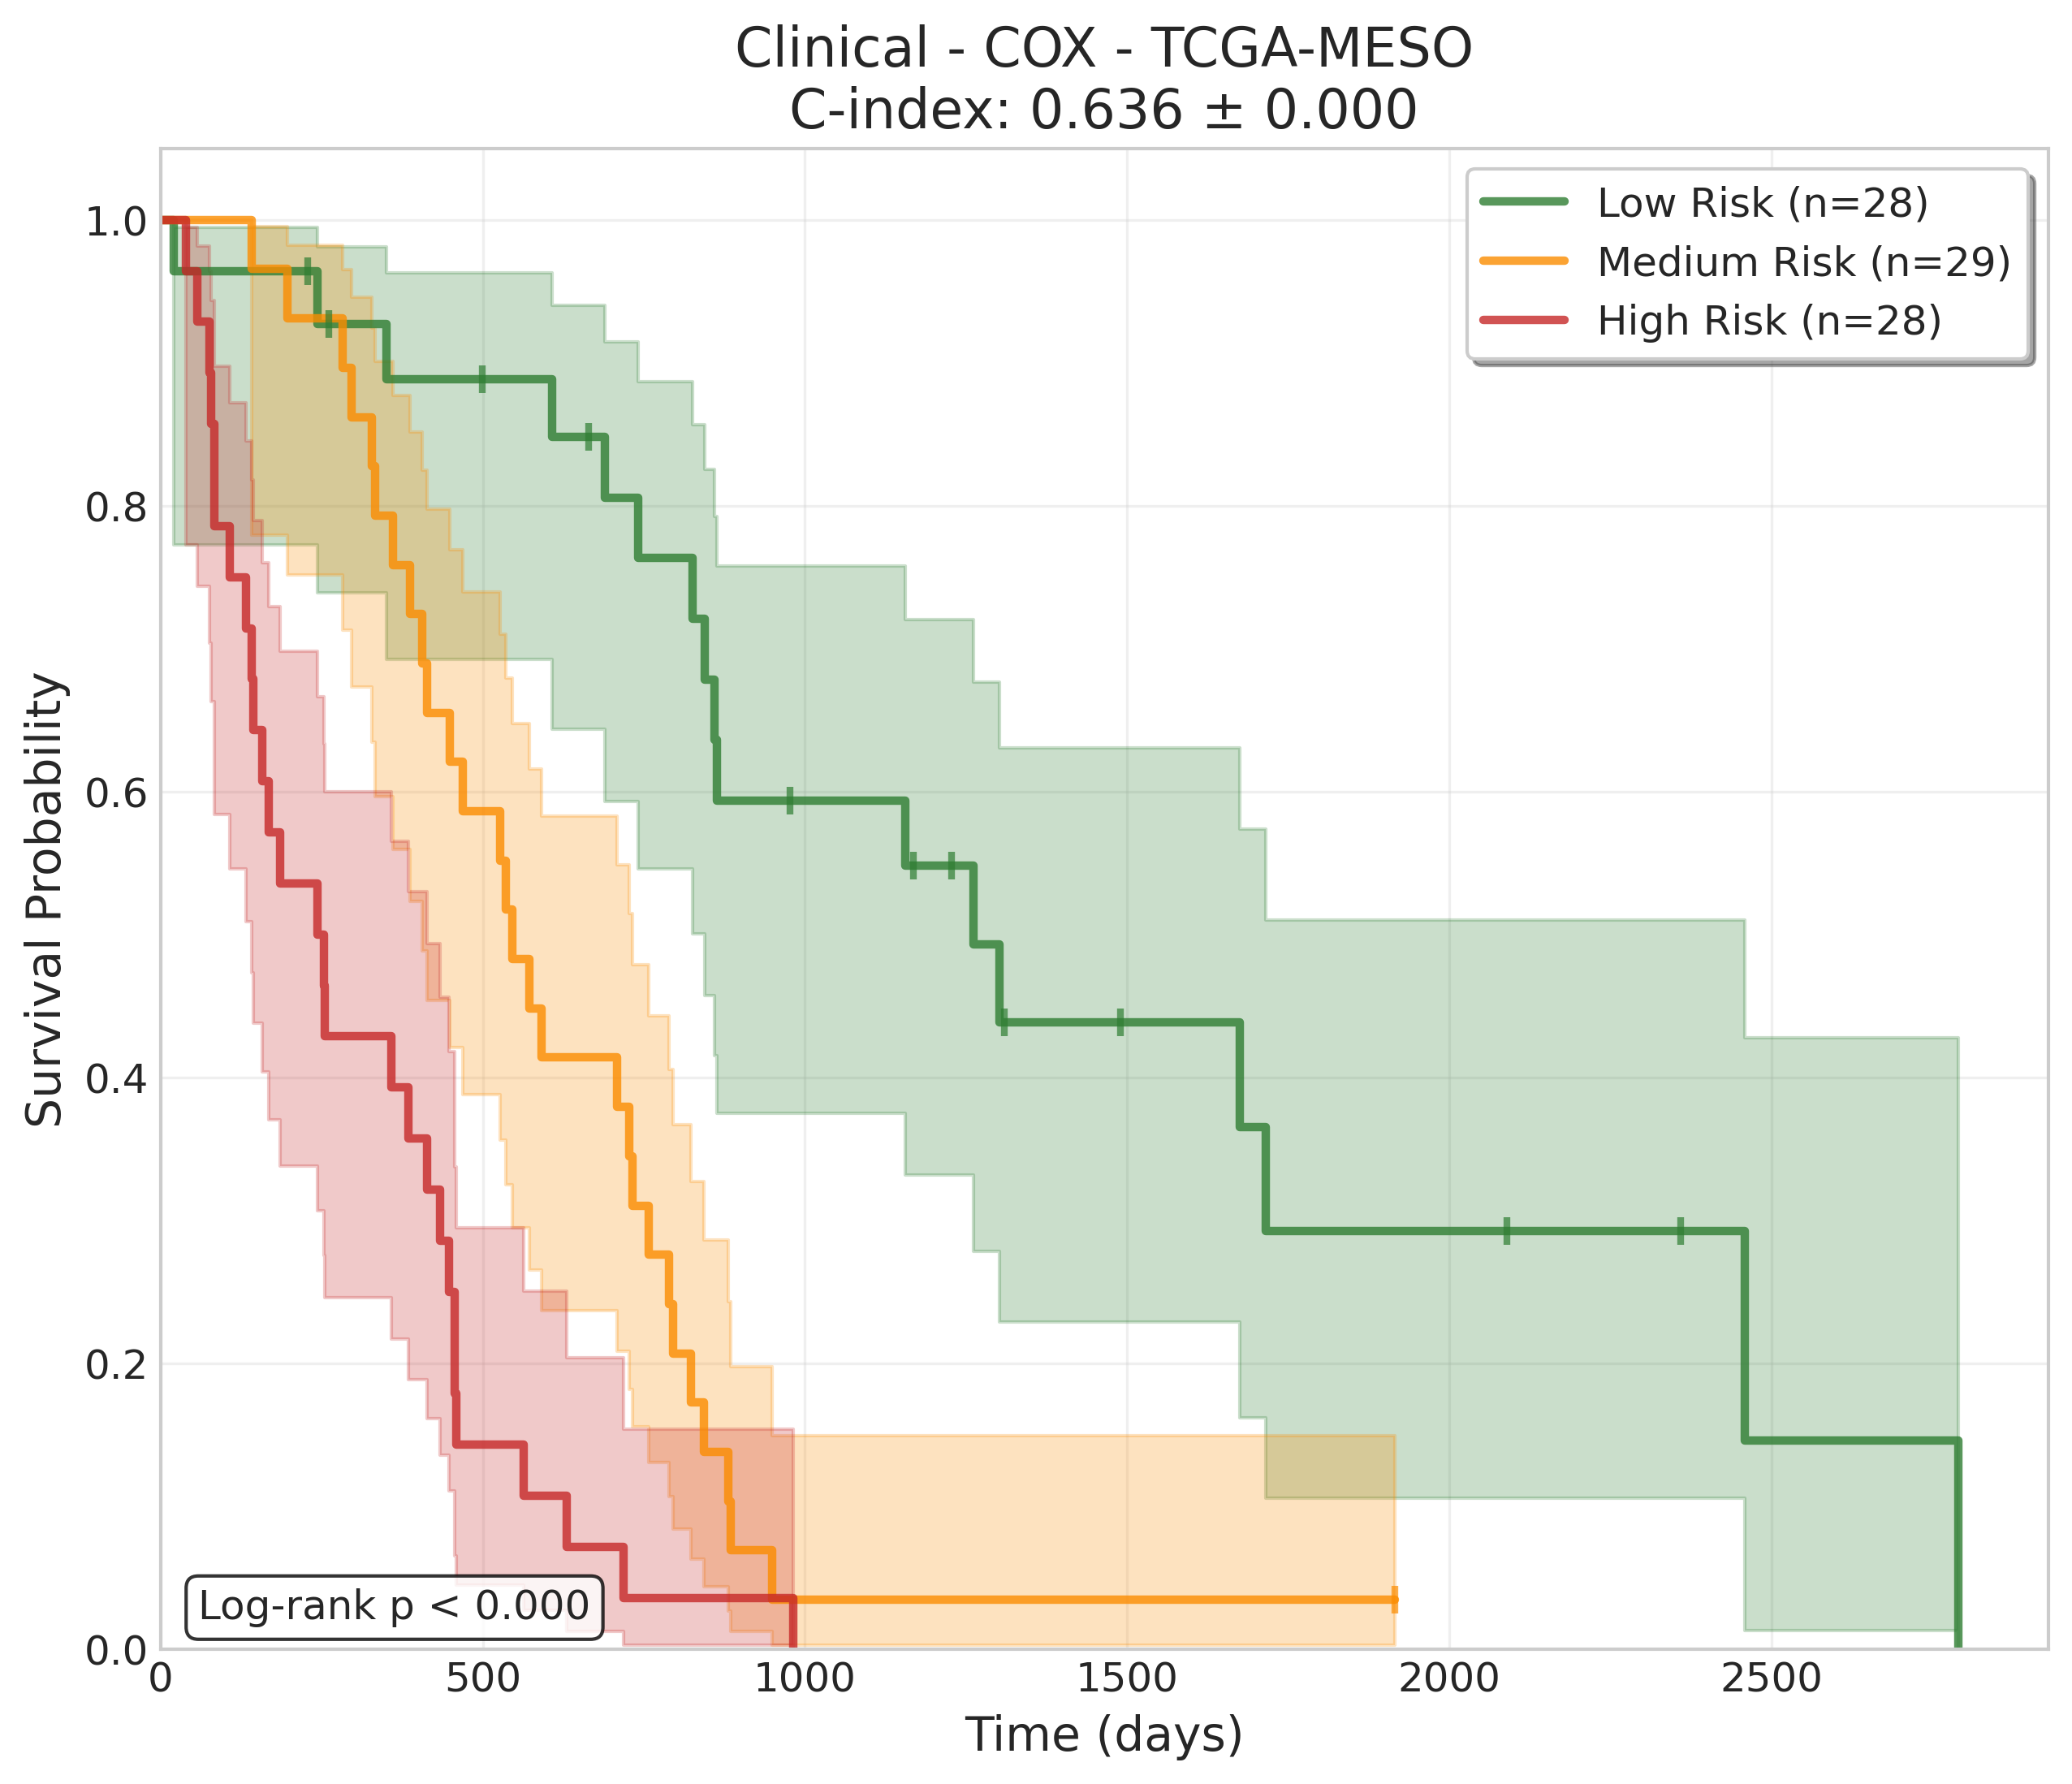 Clinical - COX - TCGA-MESO
C-index: 0.636 ± 0.000
Low Risk (n=28)
Medium Risk (n=29)
High Risk (n=28)
Survival Probability
1.0
0.8
0.6
0.4
0.2
0.0
Log-rank p < 0.000
0 500 1000 1500 2000 2500
Time (days)